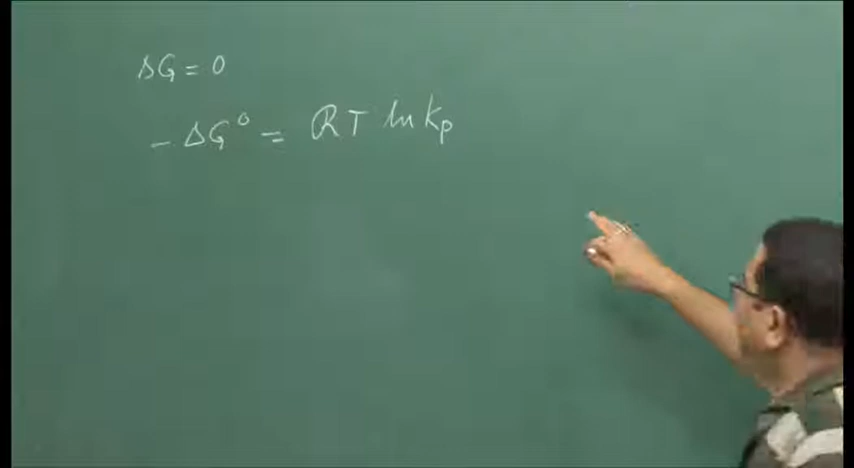 ΔG = 0
- ΔG° = RT ln Kp